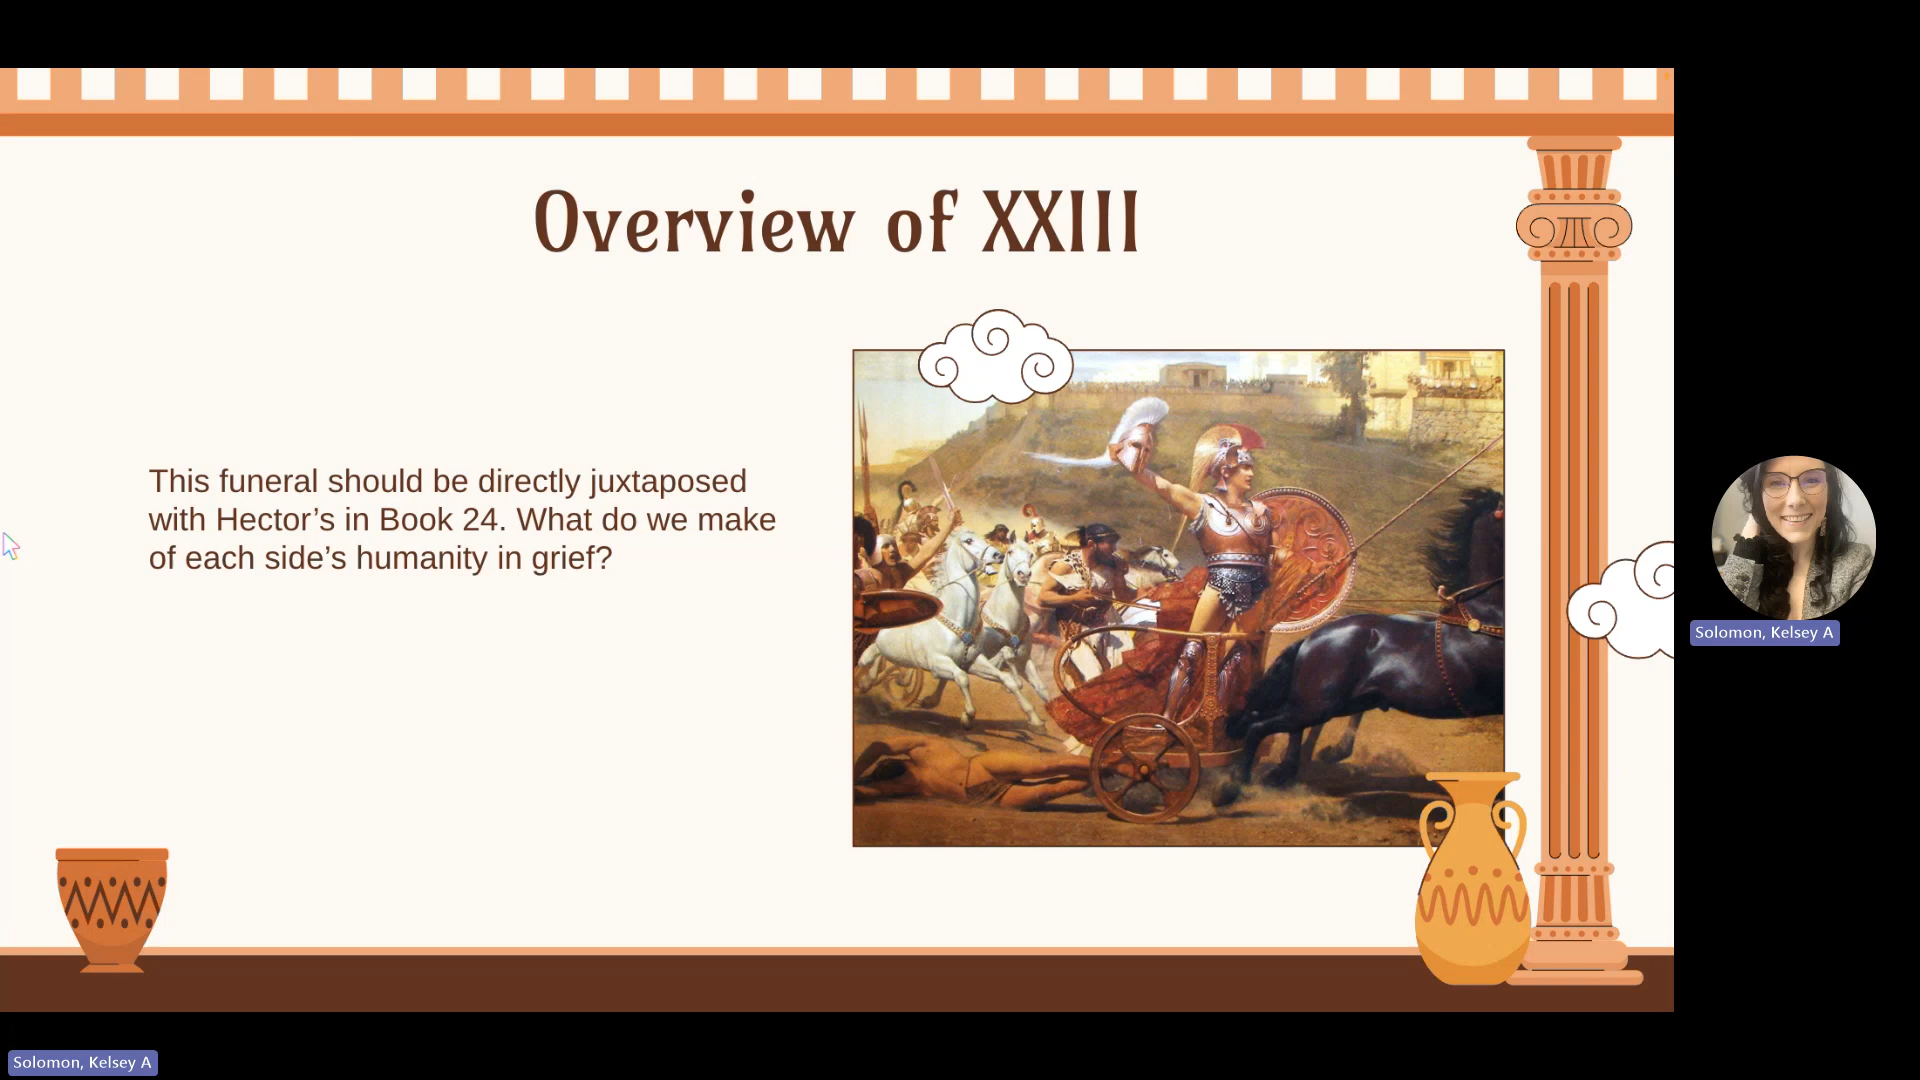 Overview of XXIII
This funeral should be directly juxtaposed
with Hector’s in Book 24. What do we make
of each side’s humanity in grief?
Solomon, Kelsey A
Solomon, Kelsey A